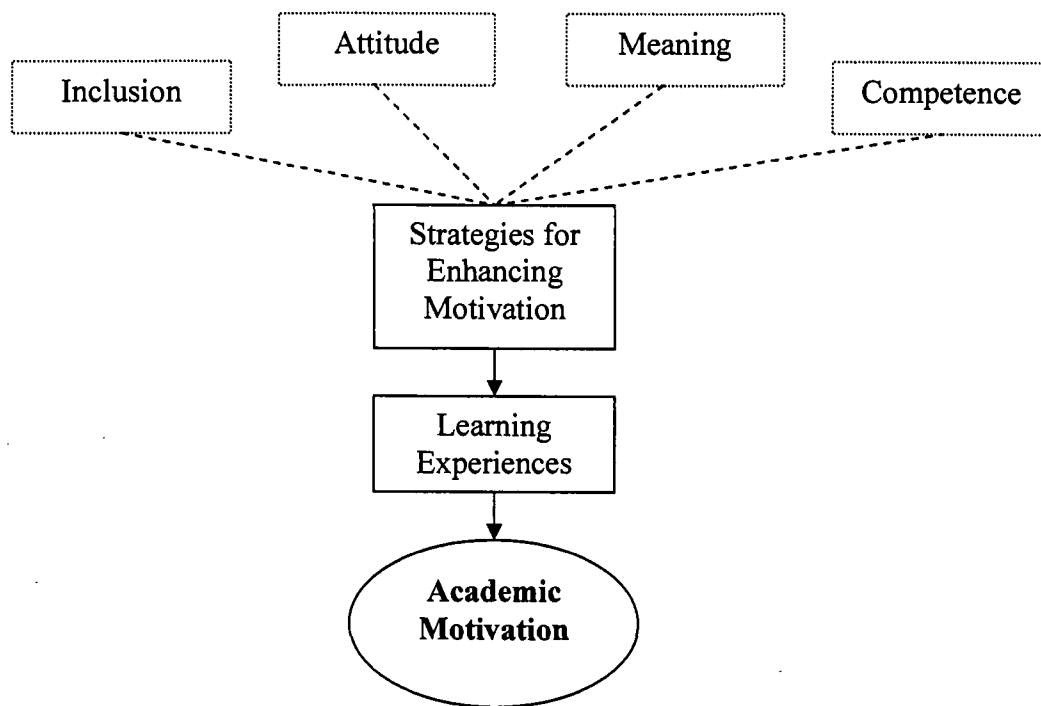 Attitude
Meaning
Inclusion
Competence
Strategies for
Enhancing
Motivation
Learning
Experiences
Academic
Motivation